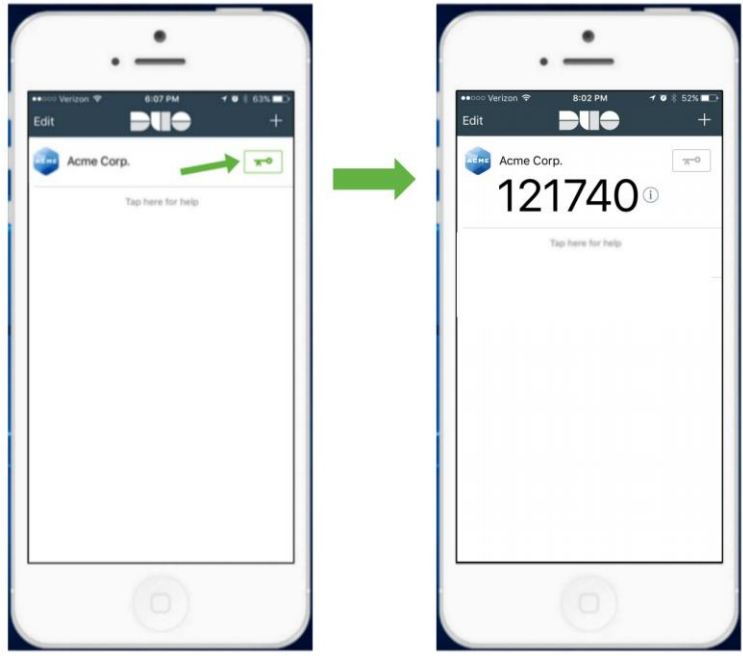 Verizon 6:07 PM 63%
Edit DUO +
ACME Acme Corp.
Tap here for help
Verizon 8:02 PM 52%
Edit DUO +
ACME Acme Corp.
121740
Tap here for help